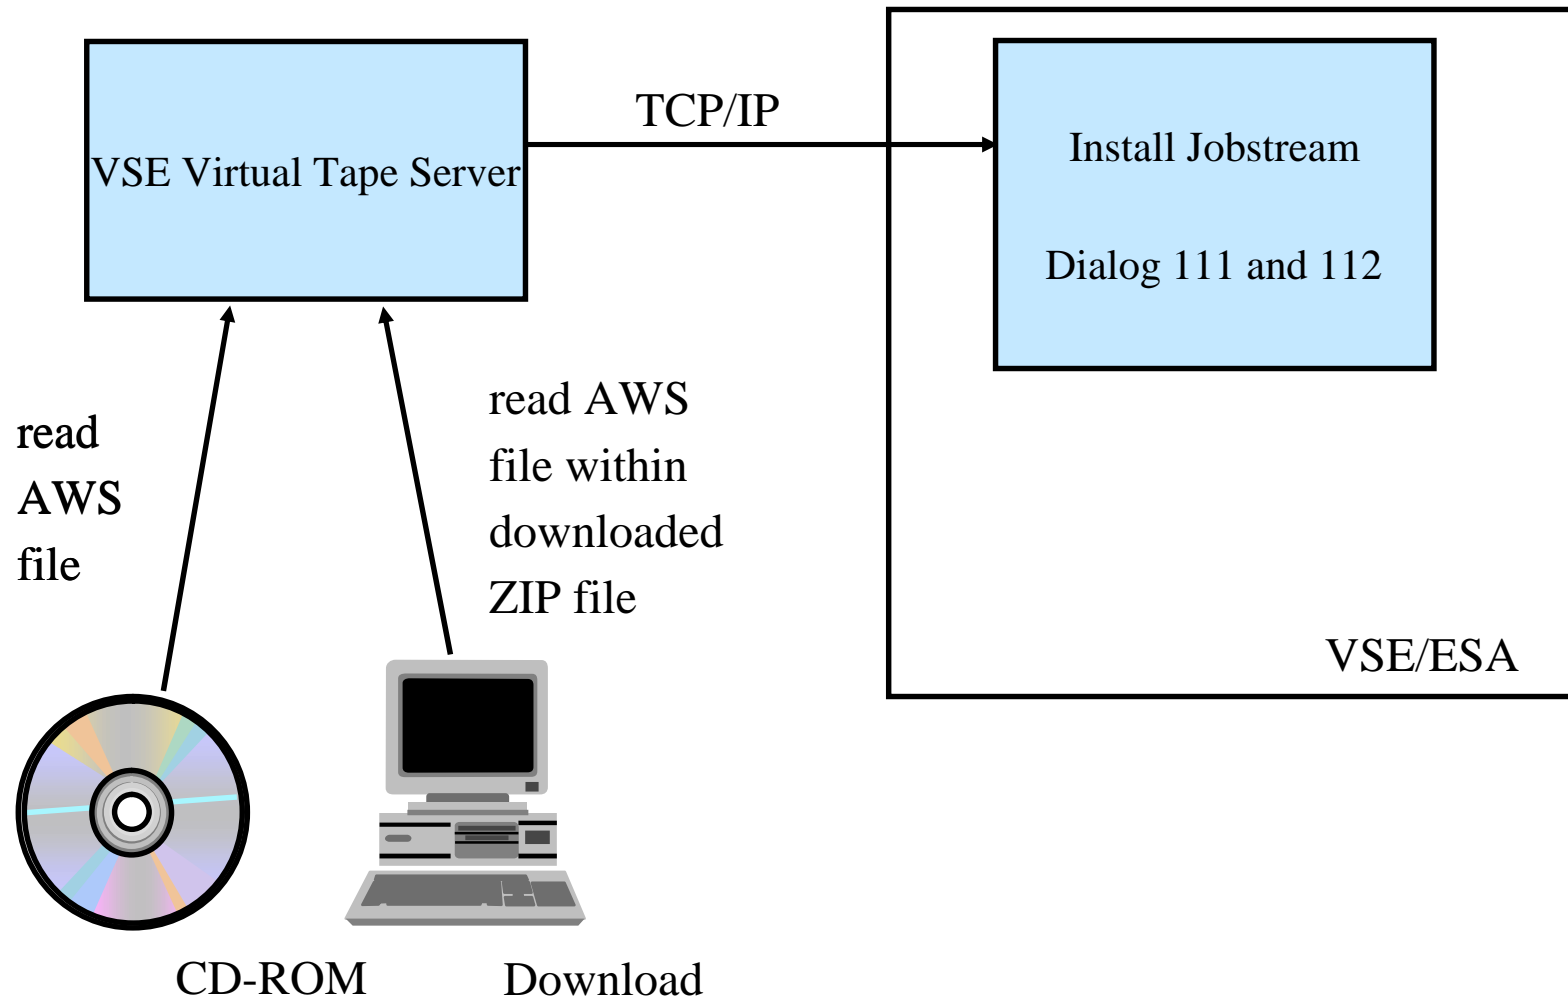 TCP/IP
VSE Virtual Tape Server
Install Jobstream
Dialog 111 and 112
read
AWS
file
read AWS
file within
downloaded
ZIP file
VSE/ESA
CD-ROM
Download